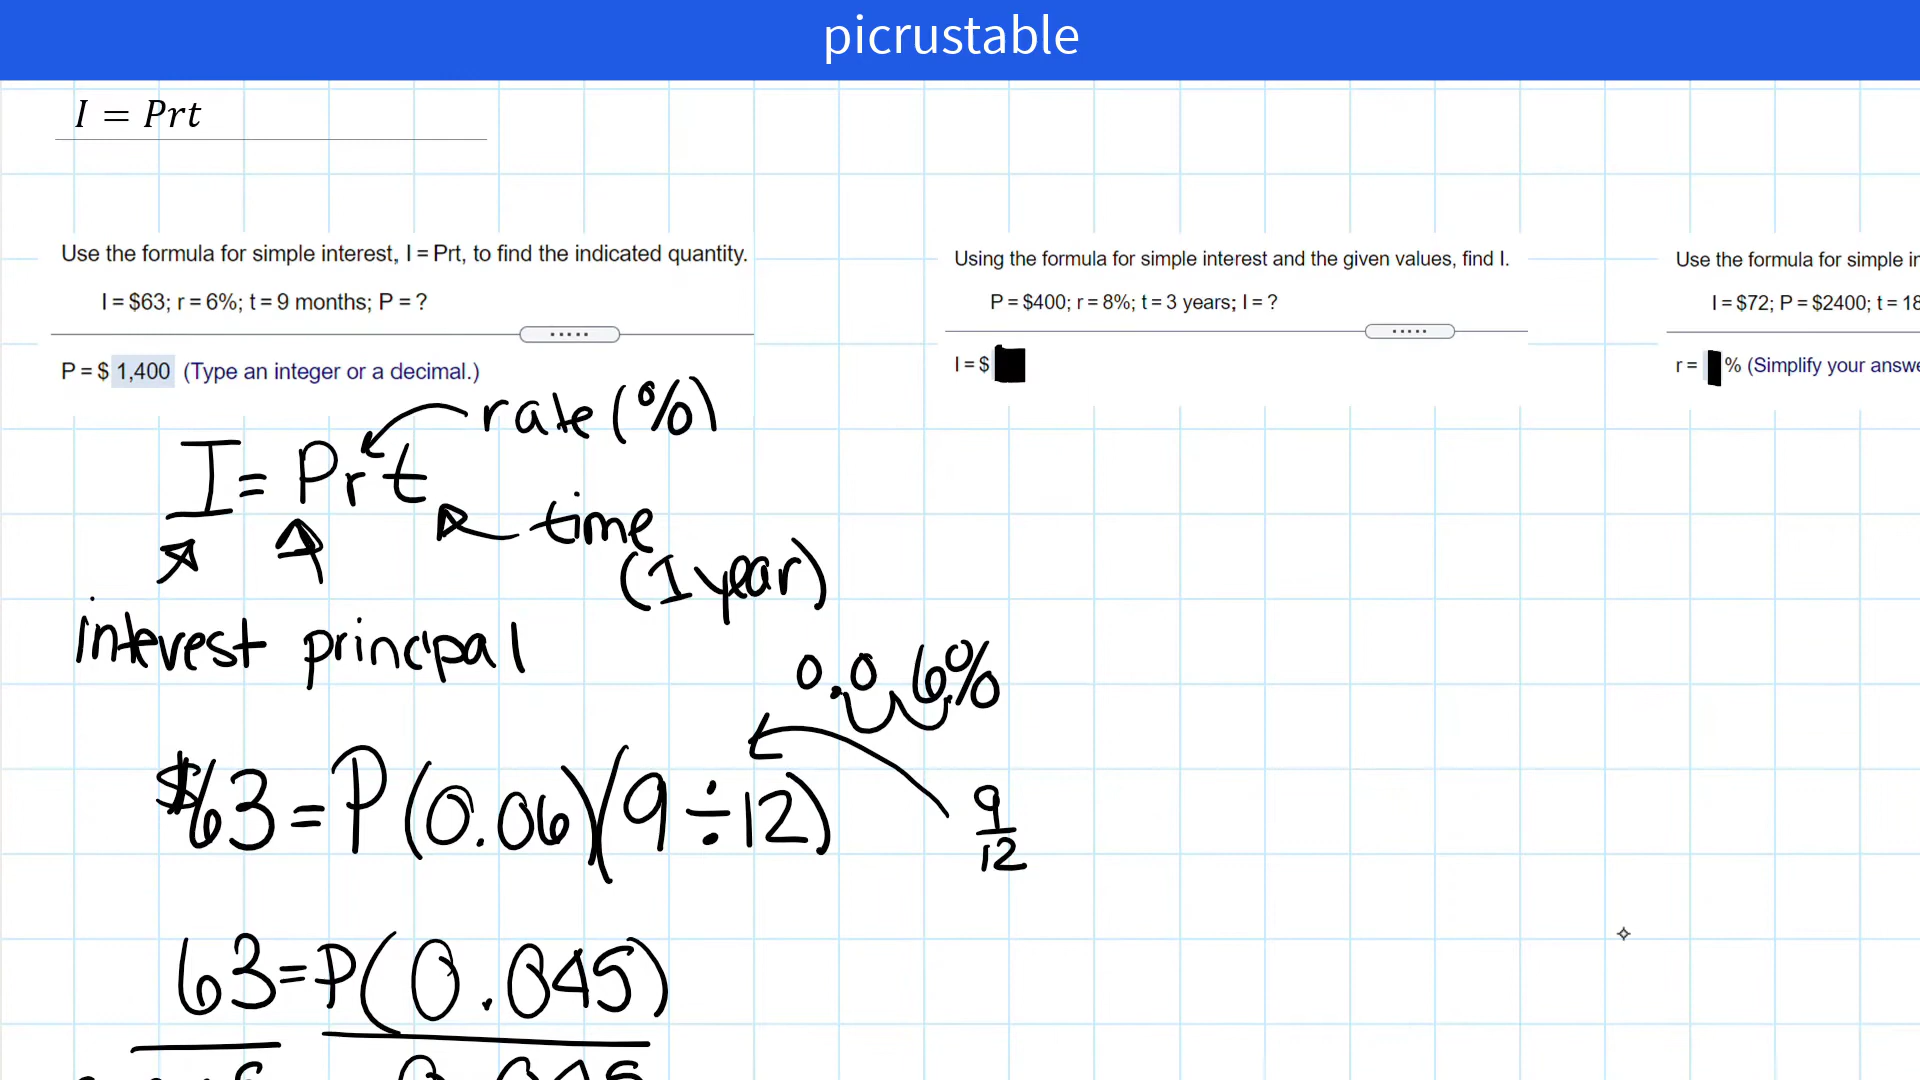 picrustable
I = Prt
Use the formula for simple interest, I = Prt, to find the indicated quantity.
I = $63; r = 6%; t = 9 months; P = ?
P = $ 1,400 (Type an integer or a decimal.)
I = Prt
rate (%)
time
(1 year)
interest principal
0.06%
$63 = P(0.06)(9 ÷ 12)
9
12
63 = P(0.045)
0.045
Using the formula for simple interest and the given values, find I.
P = $400; r = 8%; t = 3 years; I = ?
I = $
Use the formula for simple
I = $72; P = $2400; t = 18
r = % (Simplify your